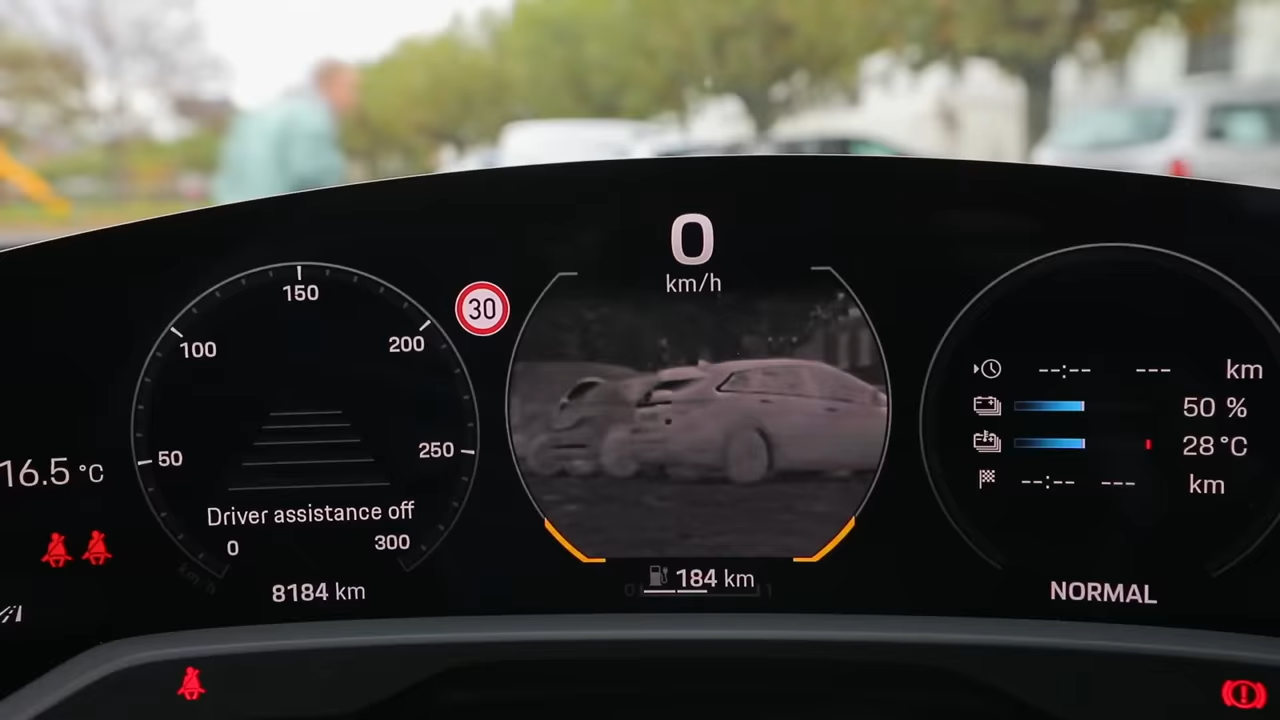 0
km/h
150
100
200
50
250
0
300
Driver assistance off
8184 km
30
16.5 °C
184 km
--:-- --- km
50 %
28 °C
--:-- --- km
NORMAL